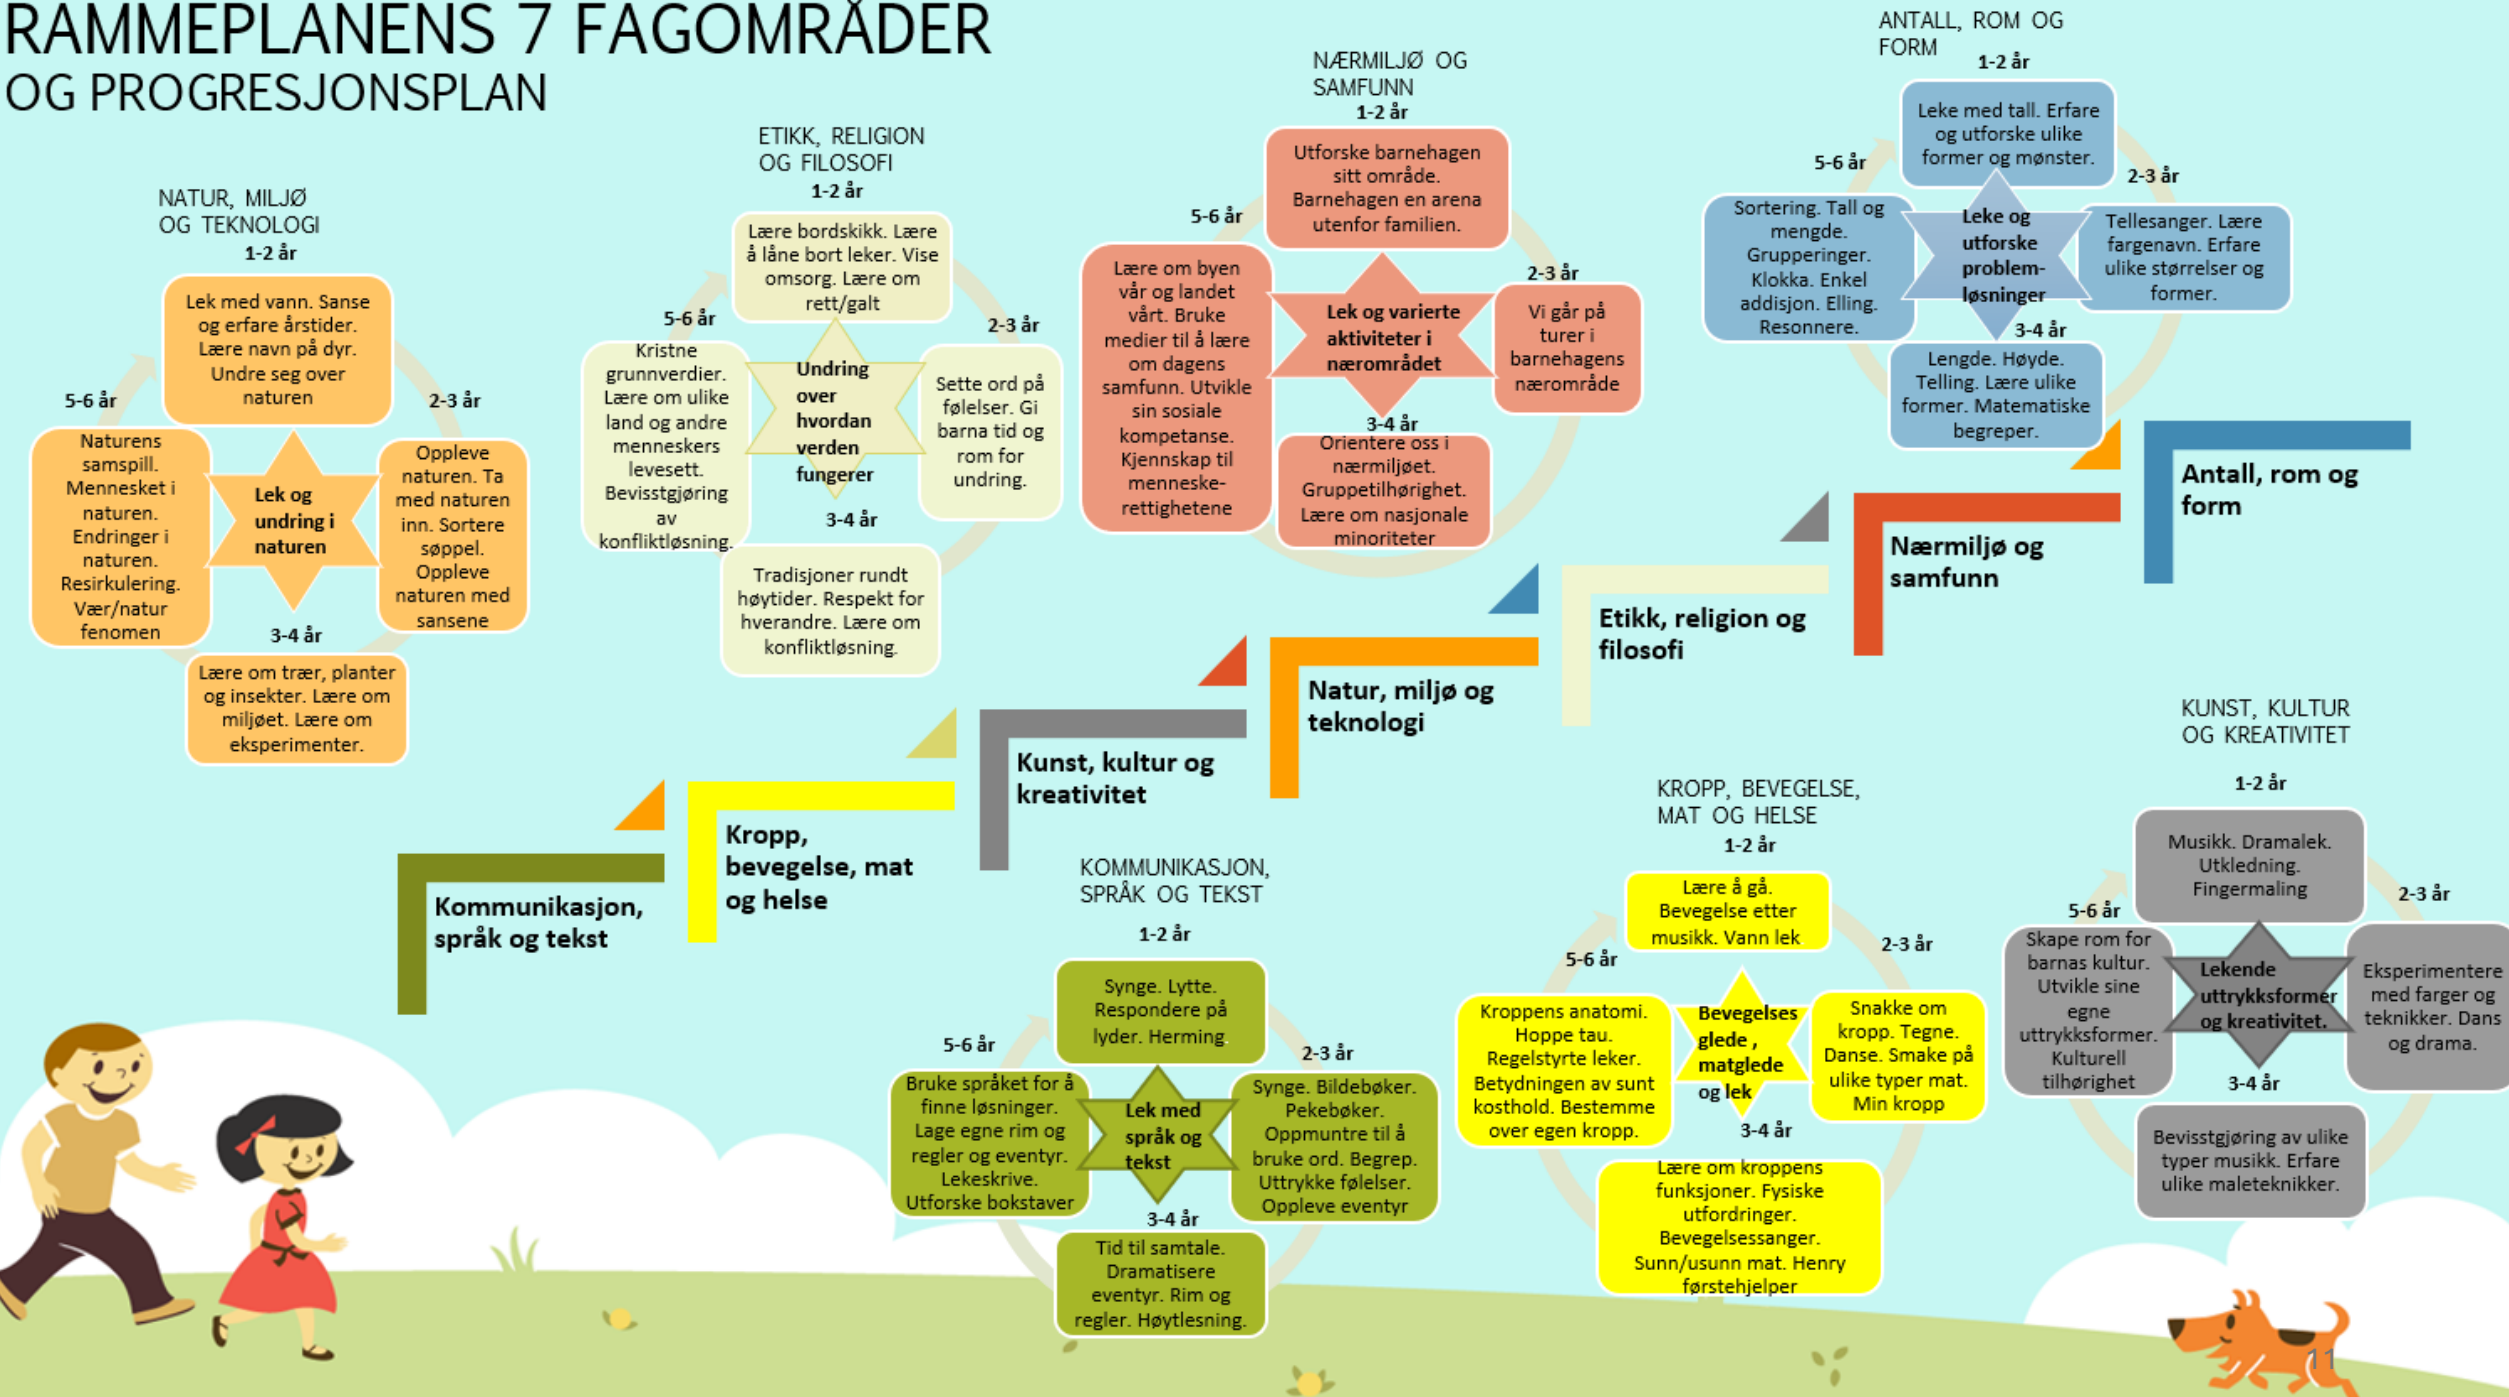 RAMMEPLANENS 7 FAGOMRÅDER
OG PROGRESJONSPLAN
NATUR, MILJØ
OG TEKNOLOGI
1-2 år
Lek med vann. Sanse
og erfare årstider.
Lære navn på dyr.
Undre seg over
naturen
2-3 år
Oppleve
naturen. Ta
med naturen
inn. Sortere
søppel.
Oppleve
naturen med
sansene
3-4 år
Lære om trær, planter
og insekter. Lære om
miljøet. Lære om
eksperimenter.
5-6 år
Naturens
samspill.
Mennesket i
naturen.
Endringer i
naturen.
Resirkulering.
Vær/natur
fenomen
Lek og
undring i
naturen
ETIKK, RELIGION
OG FILOSOFI
1-2 år
Lære bordskikk. Lære
å låne bort leker. Vise
omsorg. Lære om
rett/galt
2-3 år
Sette ord på
følelser. Gi
barna tid og
rom for
undring.
3-4 år
Tradisjoner rundt
høytider. Respekt for
hverandre. Lære om
konfliktløsning.
5-6 år
Kristne
grunnverdier.
Lære om ulike
land og andre
menneskers
levesett.
Bevisstgjøring
av
konfliktløsning.
Undring
over
hvordan
verden
fungerer
NÆRMILJØ OG
SAMFUNN
1-2 år
Utforske barnehagen
sitt område.
Barnehagen en arena
utenfor familien.
2-3 år
Vi går på
turer i
barnehagens
nærområde
3-4 år
Orientere oss i
nærmiljøet.
Gruppetilhørighet.
Lære om nasjonale
minoriteter
5-6 år
Lære om byen
vår og landet
vårt. Bruke
medier til å lære
om dagens
samfunn. Utvikle
sin sosiale
kompetanse.
Kjennskap til
menneske-
rettighetene
Lek og varierte
aktiviteter i
nærområdet
ANTALL, ROM OG
FORM
1-2 år
Leke med tall. Erfare
og utforske ulike
former og mønster.
2-3 år
Tellesanger. Lære
fargenavn. Erfare
ulike størrelser og
former.
3-4 år
Lengde. Høyde.
Telling. Lære ulike
former. Matematiske
begreper.
5-6 år
Sortering. Tall og
mengde.
Grupperinger.
Klokka. Enkel
addisjon. Elling.
Resonnere.
Leke og
utforske
problem-
løsninger
Kommunikasjon,
språk og tekst
Kropp,
bevegelse, mat
og helse
Kunst, kultur og
kreativitet
Natur, miljø og
teknologi
Etikk, religion og
filosofi
Nærmiljø og
samfunn
Antall, rom og
form
KOMMUNIKASJON,
SPRÅK OG TEKST
1-2 år
Synge. Lytte.
Respondere på
lyder. Herming.
2-3 år
Synge. Bildebøker.
Pekebøker.
Oppmuntre til å
bruke ord. Begrep.
Uttrykke følelser.
Oppleve eventyr
3-4 år
Tid til samtale.
Dramatisere
eventyr. Rim og
regler. Høytlesning.
5-6 år
Bruke språket for å
finne løsninger.
Lage egne rim og
regler og eventyr.
Lekeskrive.
Utforske bokstaver
Lek med
språk og
tekst
KROPP, BEVEGELSE,
MAT OG HELSE
1-2 år
Lære å gå.
Bevegelse etter
musikk. Vann lek
2-3 år
Snakke om
kropp. Tegne.
Danse. Smake på
ulike typer mat.
Min kropp
3-4 år
Lære om kroppens
funksjoner. Fysiske
utfordringer.
Bevegelsessanger.
Sunn/usunn mat. Henry
førstehjelper
5-6 år
Kroppens anatomi.
Hoppe tau.
Regelstyrte leker.
Betydningen av sunt
kosthold. Bestemme
over egen kropp.
Bevegelses
glede ,
matglede
og lek
KUNST, KULTUR
OG KREATIVITET
1-2 år
Musikk. Dramalek.
Utkledning.
Fingermaling
2-3 år
Eksperimentere
med farger og
teknikker. Dans
og drama.
3-4 år
Bevisstgjøring av ulike
typer musikk. Erfare
ulike maleteknikker.
5-6 år
Skape rom for
barnas kultur.
Utvikle sine
egne
uttrykksformer.
Kulturell
tilhørighet
Lekende
uttrykksformer
og kreativitet.
11